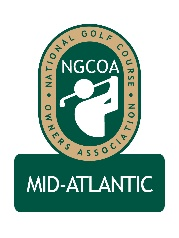 • NATIONAL GOLF COURSE •
OWNERS ASSOCIATION
NGCOA
MID-ATLANTIC